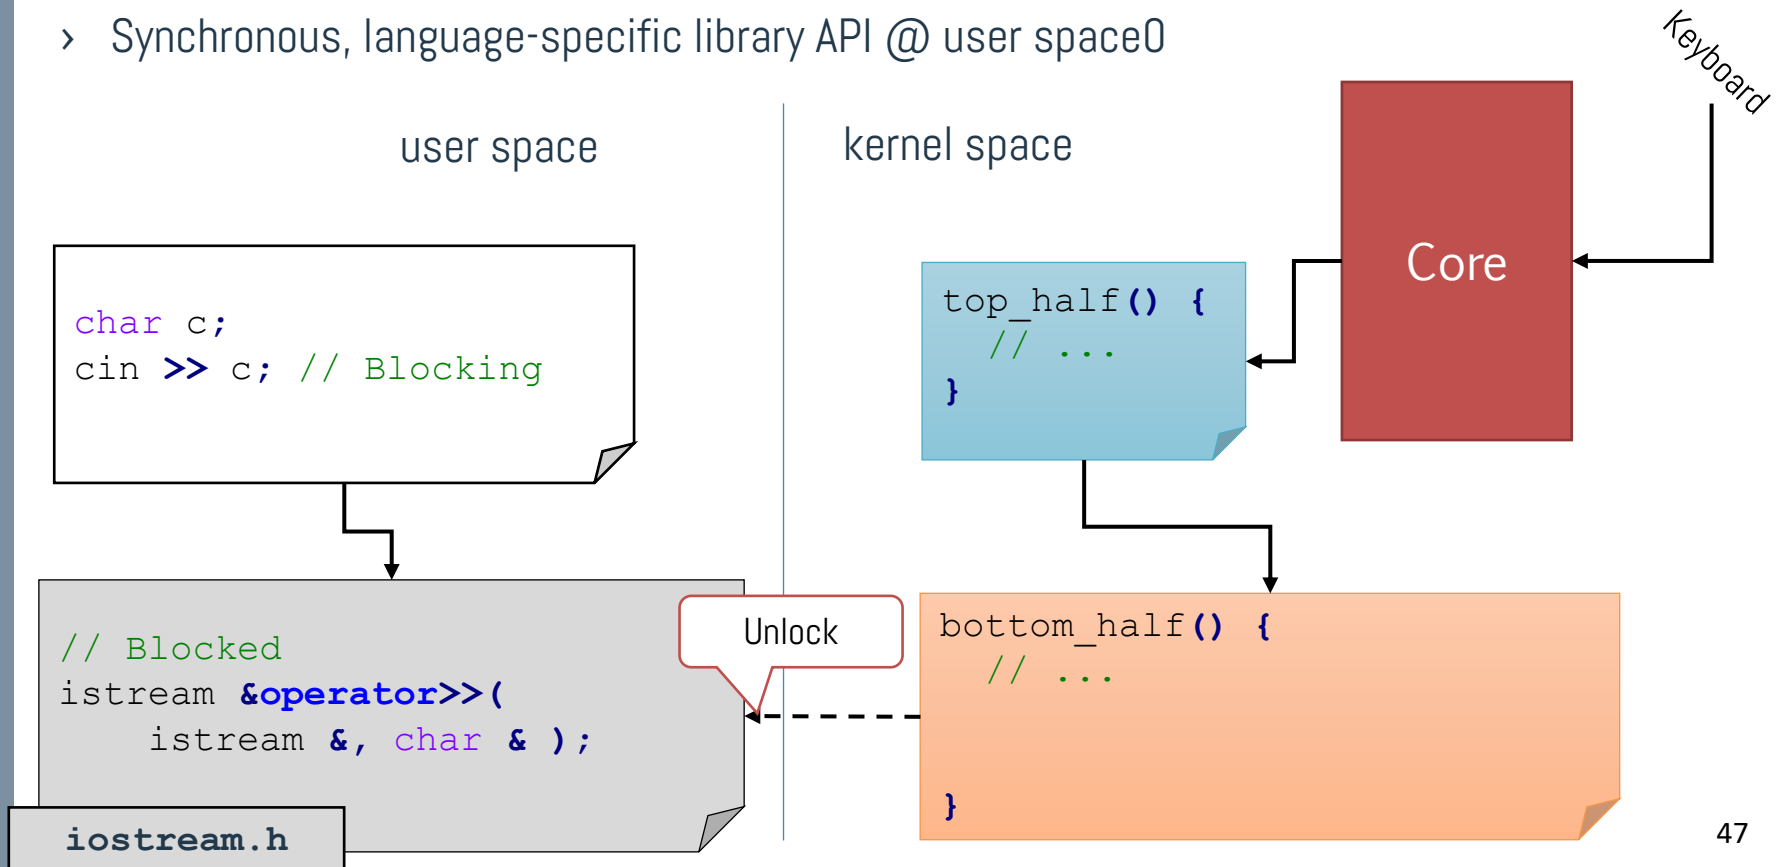 › Synchronous, language-specific library API @ user space0
Keyboard
user space
kernel space
char c;
cin >> c; // Blocking
top_half() {
// ...
}
Core
// Blocked
istream &operator>>(
istream &, char & );
iostream.h
Unlock
bottom_half() {
// ...
}
47